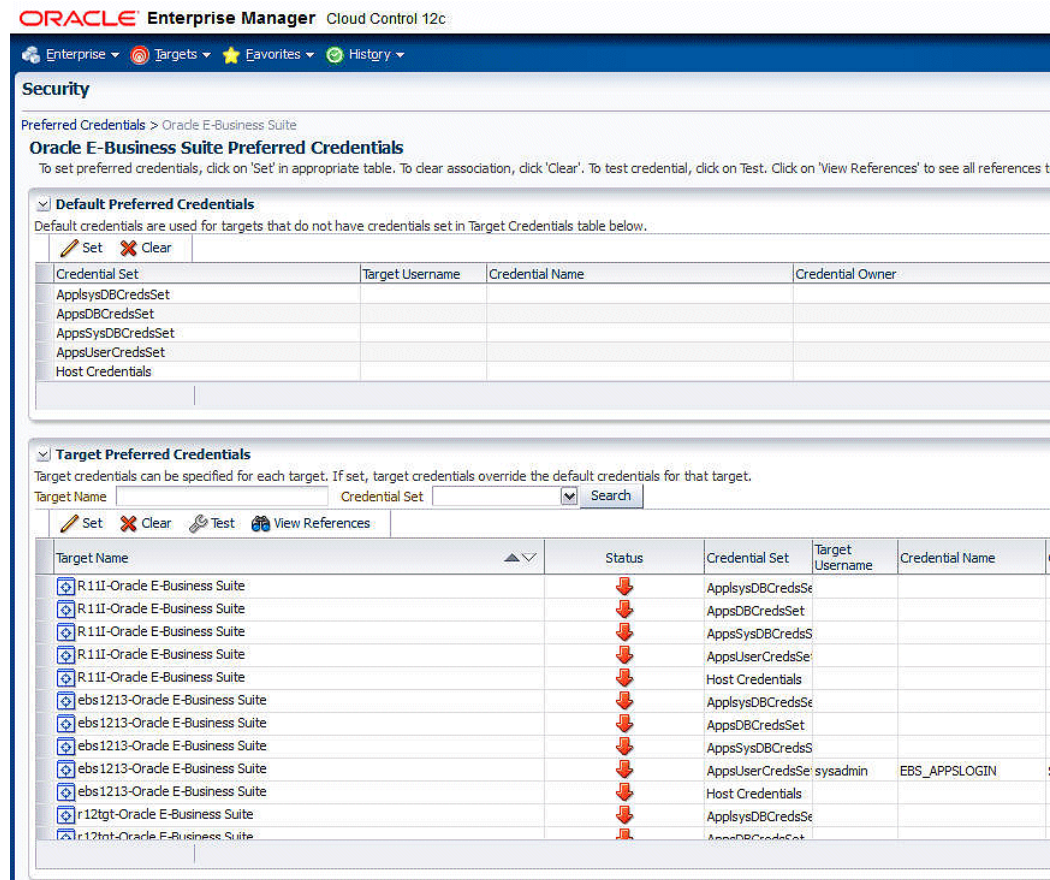 ORACLE Enterprise Manager Cloud Control 12c
Enterprise Targets Favorites History
Security
Preferred Credentials > Oracle E-Business Suite
Oracle E-Business Suite Preferred Credentials
To set preferred credentials, click on 'Set' in appropriate table. To clear association, click 'Clear'. To test credential, click on Test. Click on 'View References' to see all references t
Default Preferred Credentials
Default credentials are used for targets that do not have credentials set in Target Credentials table below.
Set Clear
Credential Set Target Username Credential Name Credential Owner
ApplsysDBCredsSet
AppsDBCredsSet
AppsSysDBCredsSet
AppsUserCredsSet
Host Credentials
Target Preferred Credentials
Target credentials can be specified for each target. If set, target credentials override the default credentials for that target.
Target Name Credential Set Search
Set Clear Test View References
Target Name Status Credential Set Target Username Credential Name
R11I-Oracle E-Business Suite ApplsysDBCredsSe
R11I-Oracle E-Business Suite AppsDBCredsSet
R11I-Oracle E-Business Suite AppsSysDBCredsS
R11I-Oracle E-Business Suite AppsUserCredsSe
R11I-Oracle E-Business Suite Host Credentials
ebs1213-Oracle E-Business Suite ApplsysDBCredsSe
ebs1213-Oracle E-Business Suite AppsDBCredsSet
ebs1213-Oracle E-Business Suite AppsSysDBCredsS
ebs1213-Oracle E-Business Suite AppsUserCredsSe sysadmin EBS_APPSLOGIN
ebs1213-Oracle E-Business Suite Host Credentials
r12tgt-Oracle E-Business Suite ApplsysDBCredsSe
r12tgt-Oracle E-Business Suite AppsDBCredsSet